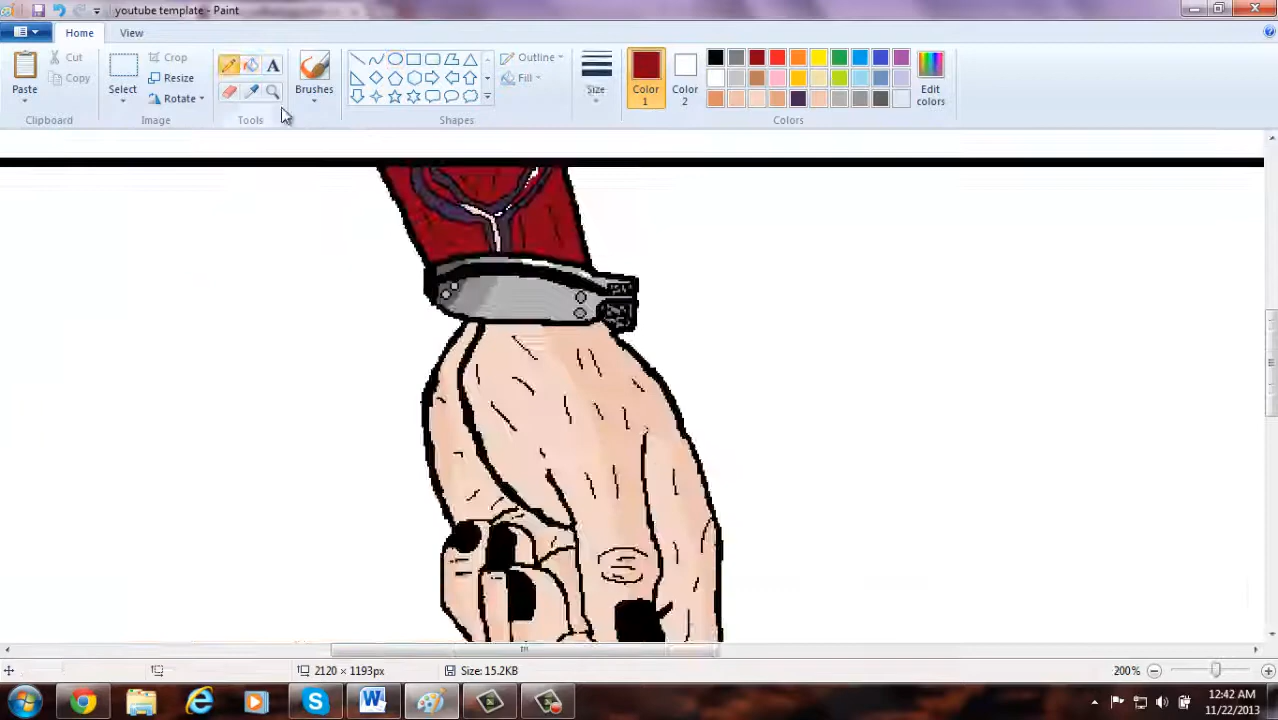 youtube template - Paint
Home
View
Paste
Cut
Copy
Clipboard
Select
Crop
Resize
Rotate
Image
A
Tools
Brushes
Shapes
Outline
Fill
Size
Color
1
Color
2
Edit
colors
Colors
2120 × 1193px
Size: 15.2KB
200%
12:42 AM
11/22/2013